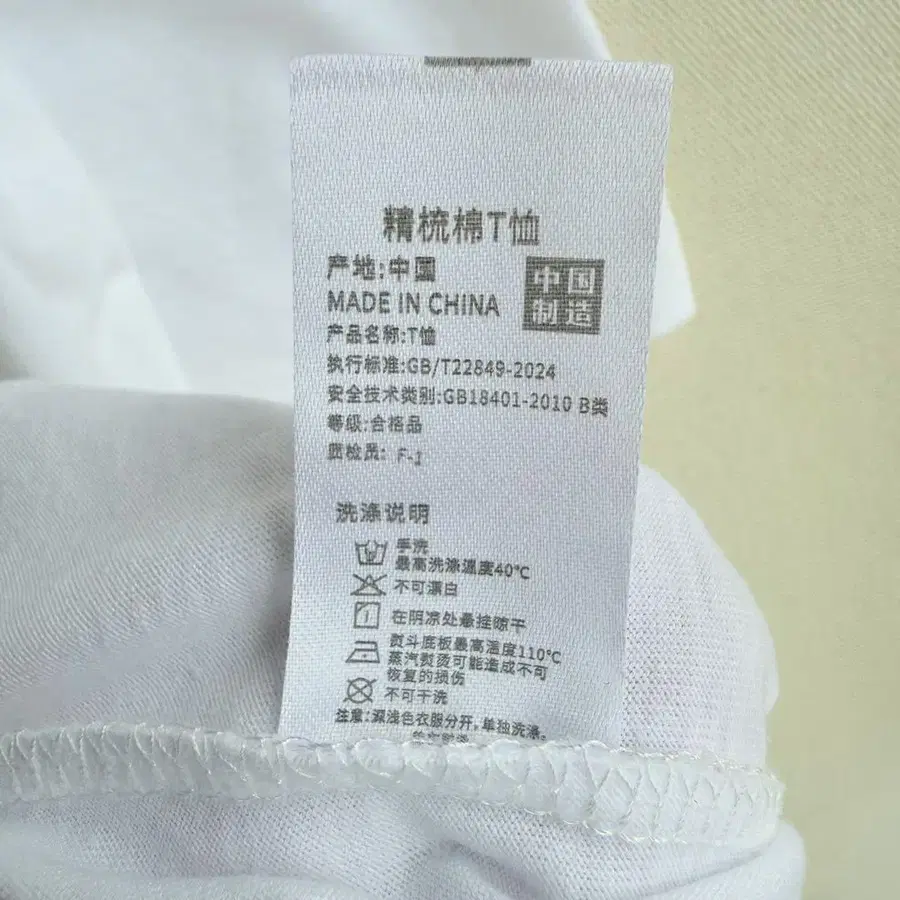 精梳棉T恤
产地:中国
MADE IN CHINA
中国
制造
产品名称:T恤
执行标准:GB/T22849-2024
安全技术类别:GB18401-2010 B类
等级:合格品
质检员: F-1
洗涤说明
手洗
最高洗涤温度40℃
不可漂白
在阴凉处悬挂晾干
熨斗底板最高温度110℃
蒸汽熨烫可能造成不可
恢复的损伤
不可干洗
注意:深浅色衣服分开,单独洗涤,